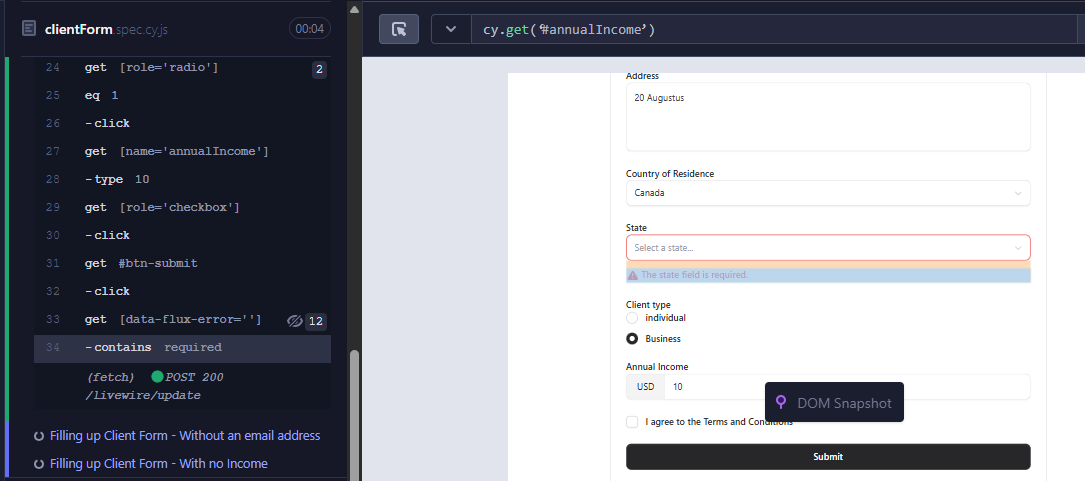 clientForm.spec.cy.js
00:04
24 get [role='radio'] 2
25 eq 1
26 -click
27 get [name='annualIncome']
28 -type 10
29 get [role='checkbox']
30 -click
31 get #btn-submit
32 -click
33 get [data-flux-error=''] 12
34 -contains required
(fetch) POST 200
/livewire/update
Filling up Client Form - Without an email address
Filling up Client Form - With no Income
cy.get(‘#annualIncome’)
Address
20 Augustus
Country of Residence
Canada
State
Select a state...
The state field is required.
Client type
individual
Business
Annual Income
USD 10
DOM Snapshot
I agree to the Terms and Conditions
Submit